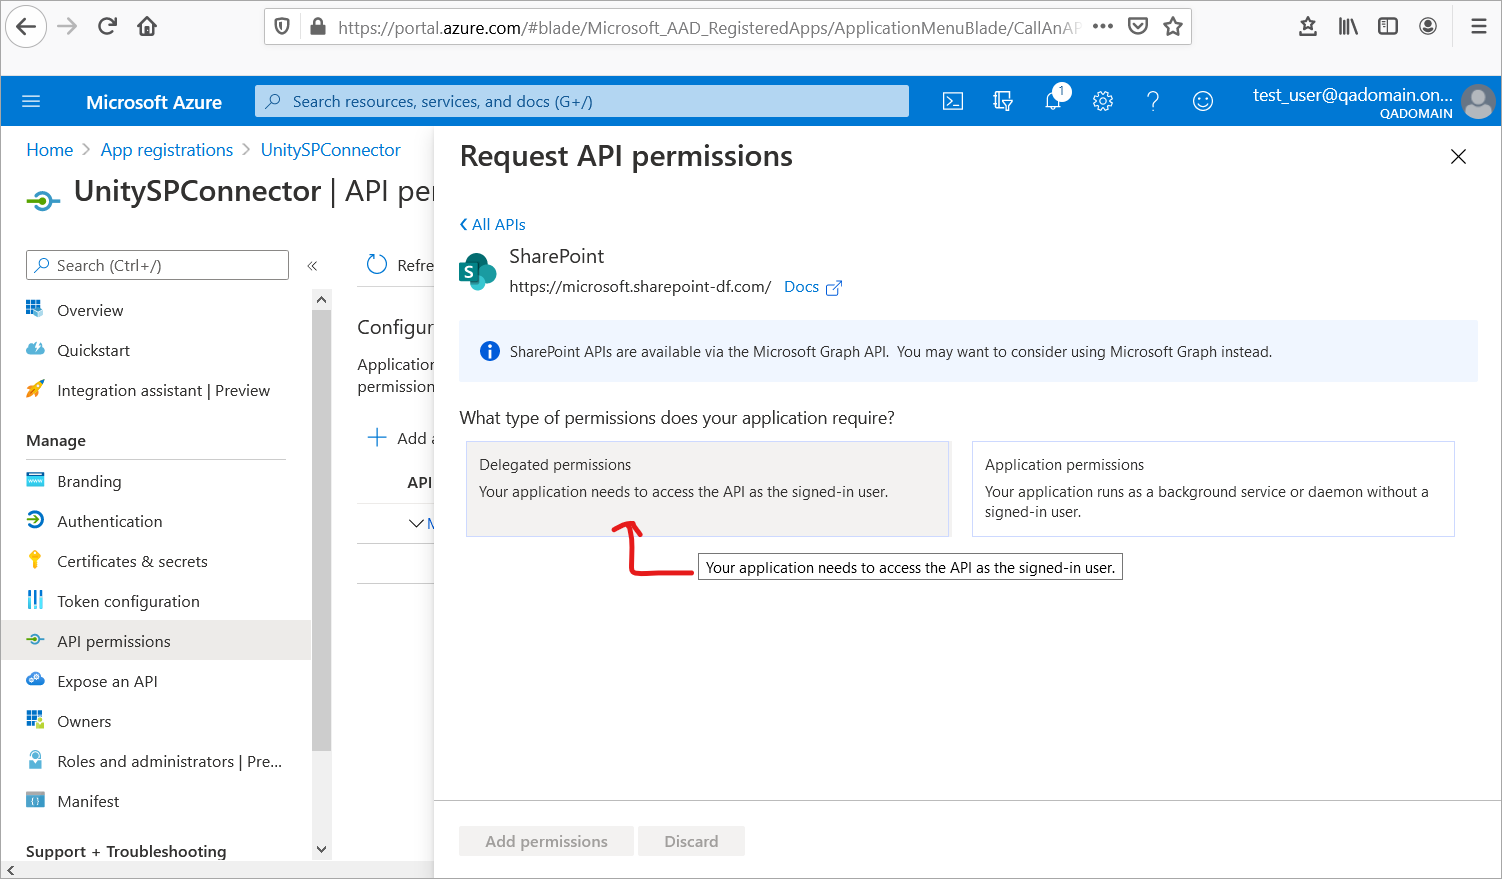 https://portal.azure.com/#blade/Microsoft_AAD_RegisteredApps/ApplicationMenuBlade/CallAnAP
Microsoft Azure
Search resources, services, and docs (G+/)
1
test_user@qadomain.on...
QADOMAIN
Home > App registrations > UnitySPConnector
UnitySPConnector | API per
Search (Ctrl+/)
«
Overview
Quickstart
Integration assistant | Preview
Manage
Branding
Authentication
Certificates & secrets
Token configuration
API permissions
Expose an API
Owners
Roles and administrators | Pre...
Manifest
Support + Troubleshooting
Refre
Configur
Application
permission
Add a
API
M
Request API permissions
All APIs
S
SharePoint
https://microsoft.sharepoint-df.com/ Docs
SharePoint APIs are available via the Microsoft Graph API. You may want to consider using Microsoft Graph instead.
What type of permissions does your application require?
Delegated permissions
Your application needs to access the API as the signed-in user.
Application permissions
Your application runs as a background service or daemon without a
signed-in user.
Your application needs to access the API as the signed-in user.
Add permissions
Discard